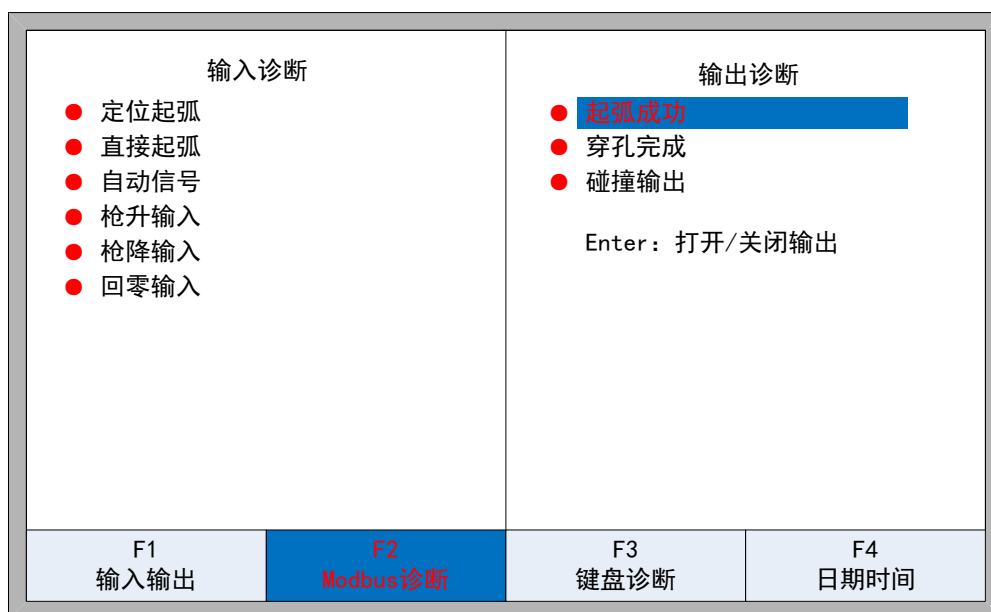 输入诊断
定位起弧
直接起弧
自动信号
枪升输入
枪降输入
回零输入
输出诊断
起弧成功
穿孔完成
碰撞输出
Enter: 打开/关闭输出
F1
输入输出
F2
Modbus诊断
F3
键盘诊断
F4
日期时间